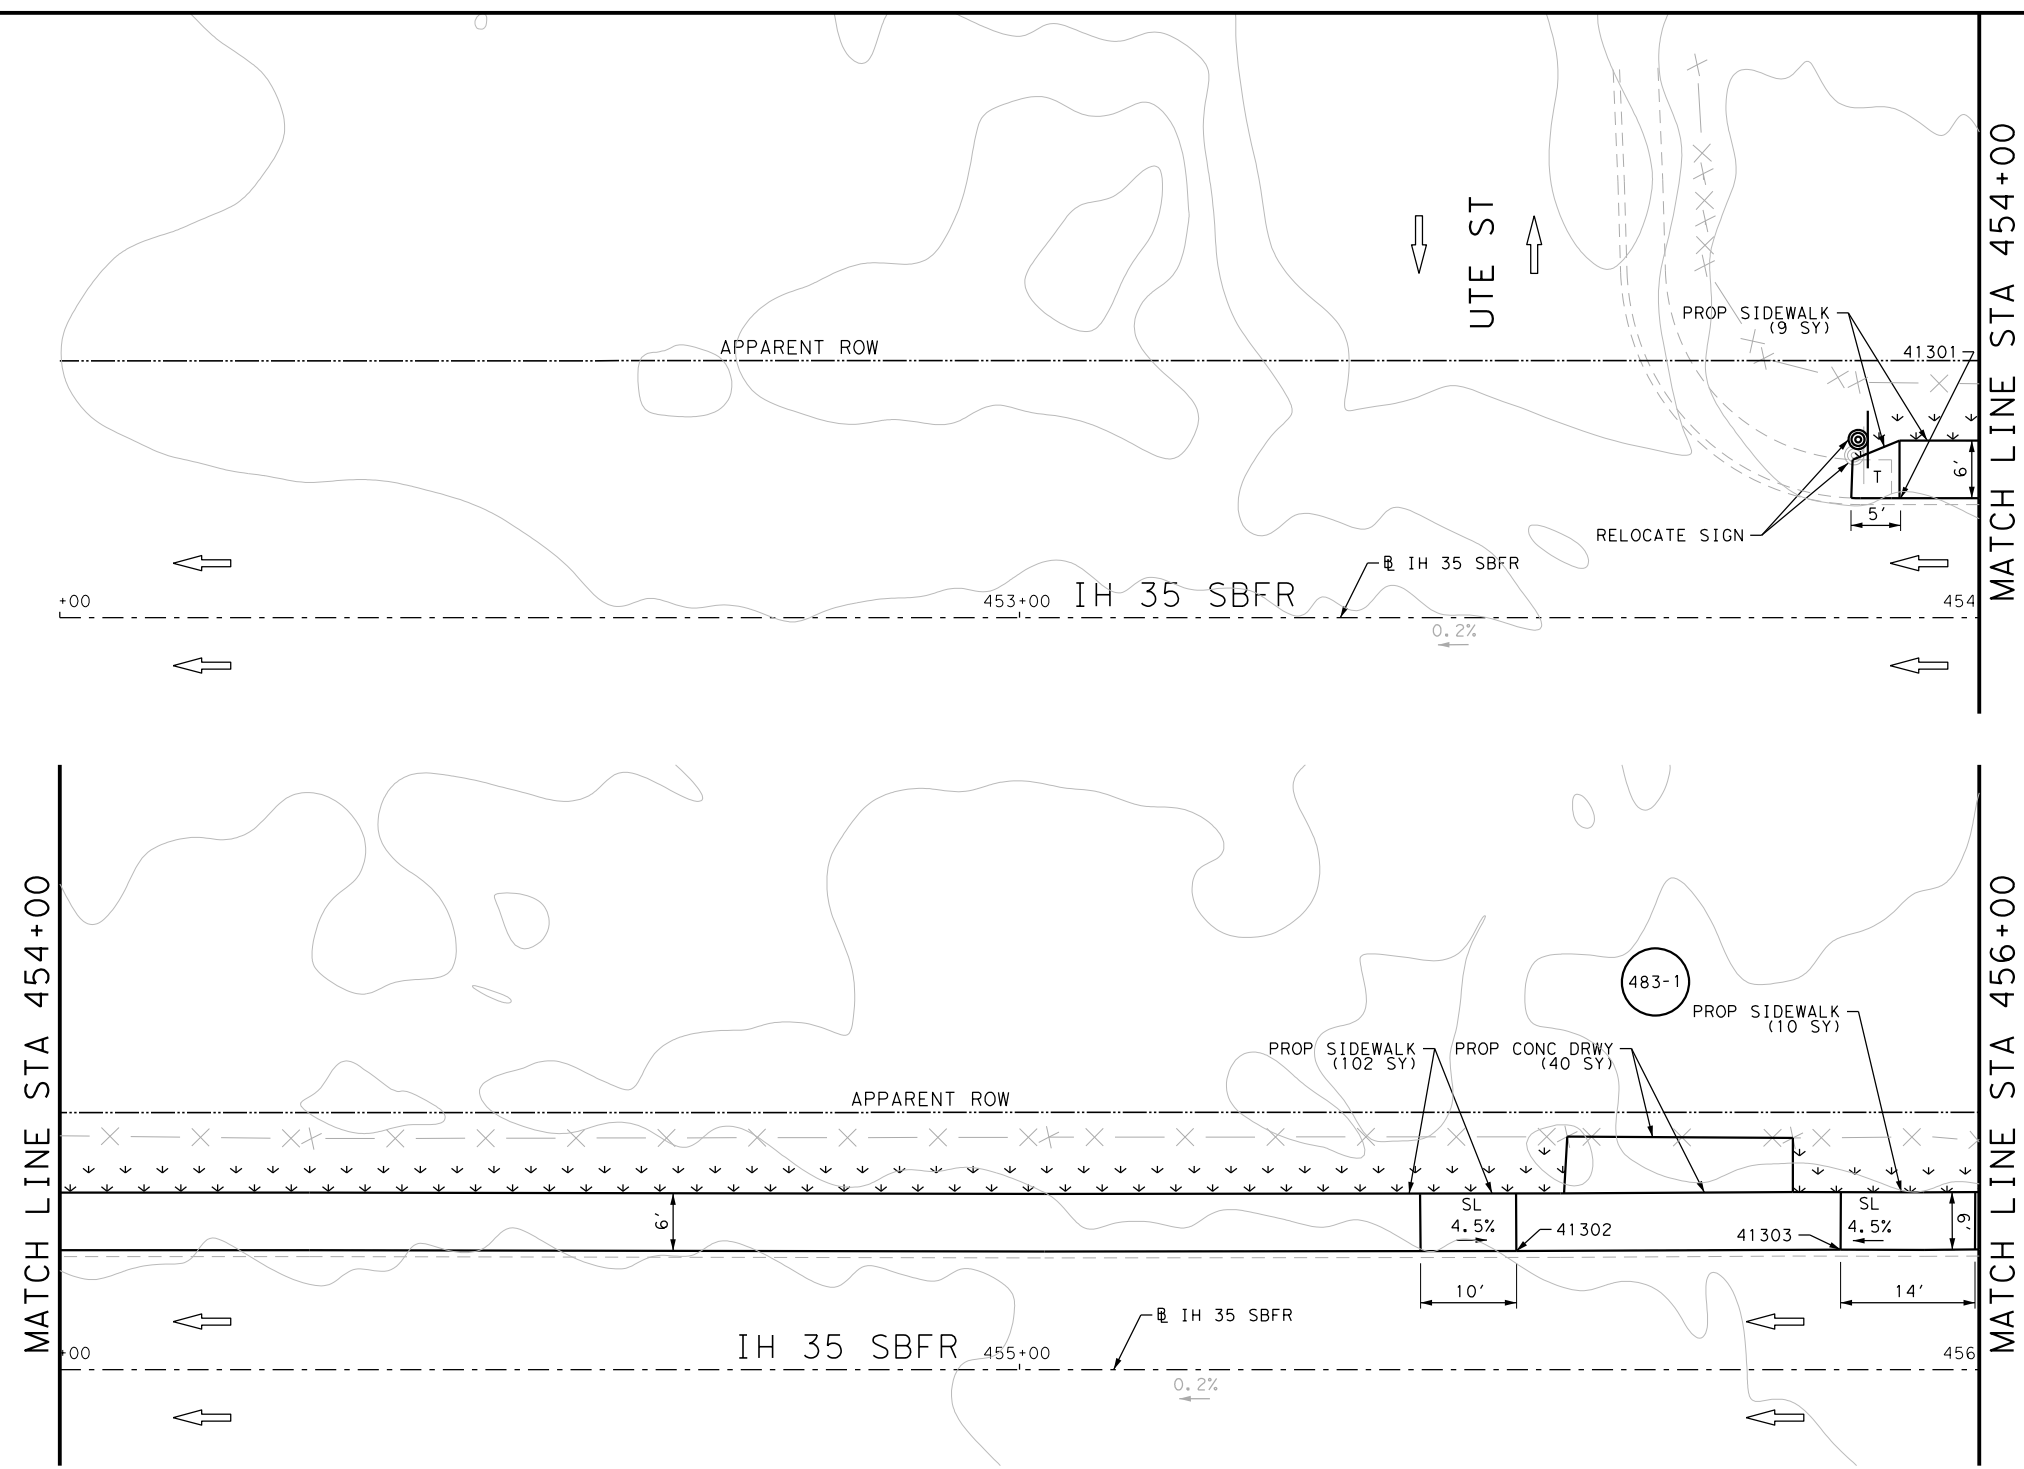 MATCH LINE STA 454+00
UTE ST
PROP SIDEWALK
(9 SY)
APPARENT ROW
41301
6'
T
5'
RELOCATE SIGN
℄ IH 35 SBFR
+00
453+00
IH 35 SBFR
454
0.2%
MATCH LINE STA 454+00
MATCH LINE STA 456+00
483-1
PROP SIDEWALK
(10 SY)
PROP SIDEWALK
(102 SY)
PROP CONC DRWY
(40 SY)
APPARENT ROW
6'
SL
4.5%
41302
41303
SL
4.5%
6'
10'
14'
℄ IH 35 SBFR
+00
IH 35 SBFR
455+00
456
0.2%